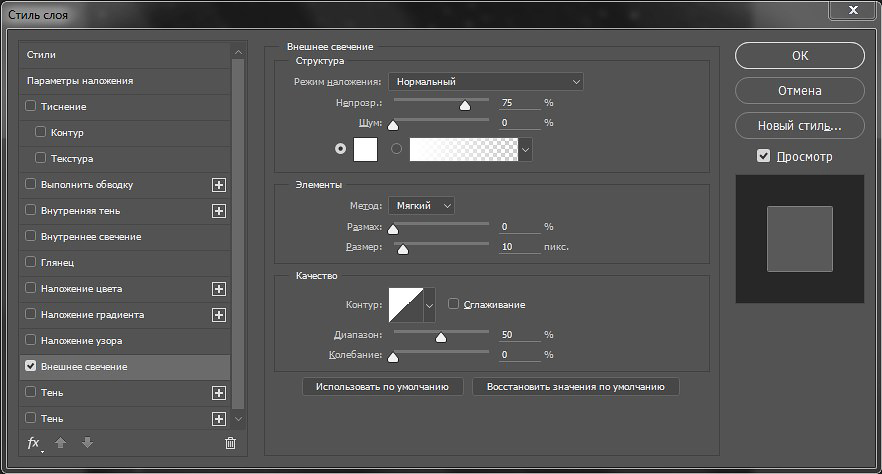 Стиль слоя
x
Стили
Параметры наложения
Тиснение
Контур
Текстура
Выполнить обводку
Внутренняя тень
Внутреннее свечение
Глянец
Наложение цвета
Наложение градиента
Наложение узора
Внешнее свечение
Тень
Тень
fx
Внешнее свечение
Структура
Режим наложения: Нормальный
Непрозр.: 75 %
Шум: 0 %
Элементы
Метод: Мягкий
Размах: 0 %
Размер: 10 пикс.
Качество
Контур: Сглаживание
Диапазон: 50 %
Колебание: 0 %
Использовать по умолчанию Восстановить значения по умолчанию
ОК
Отмена
Новый стиль...
Просмотр